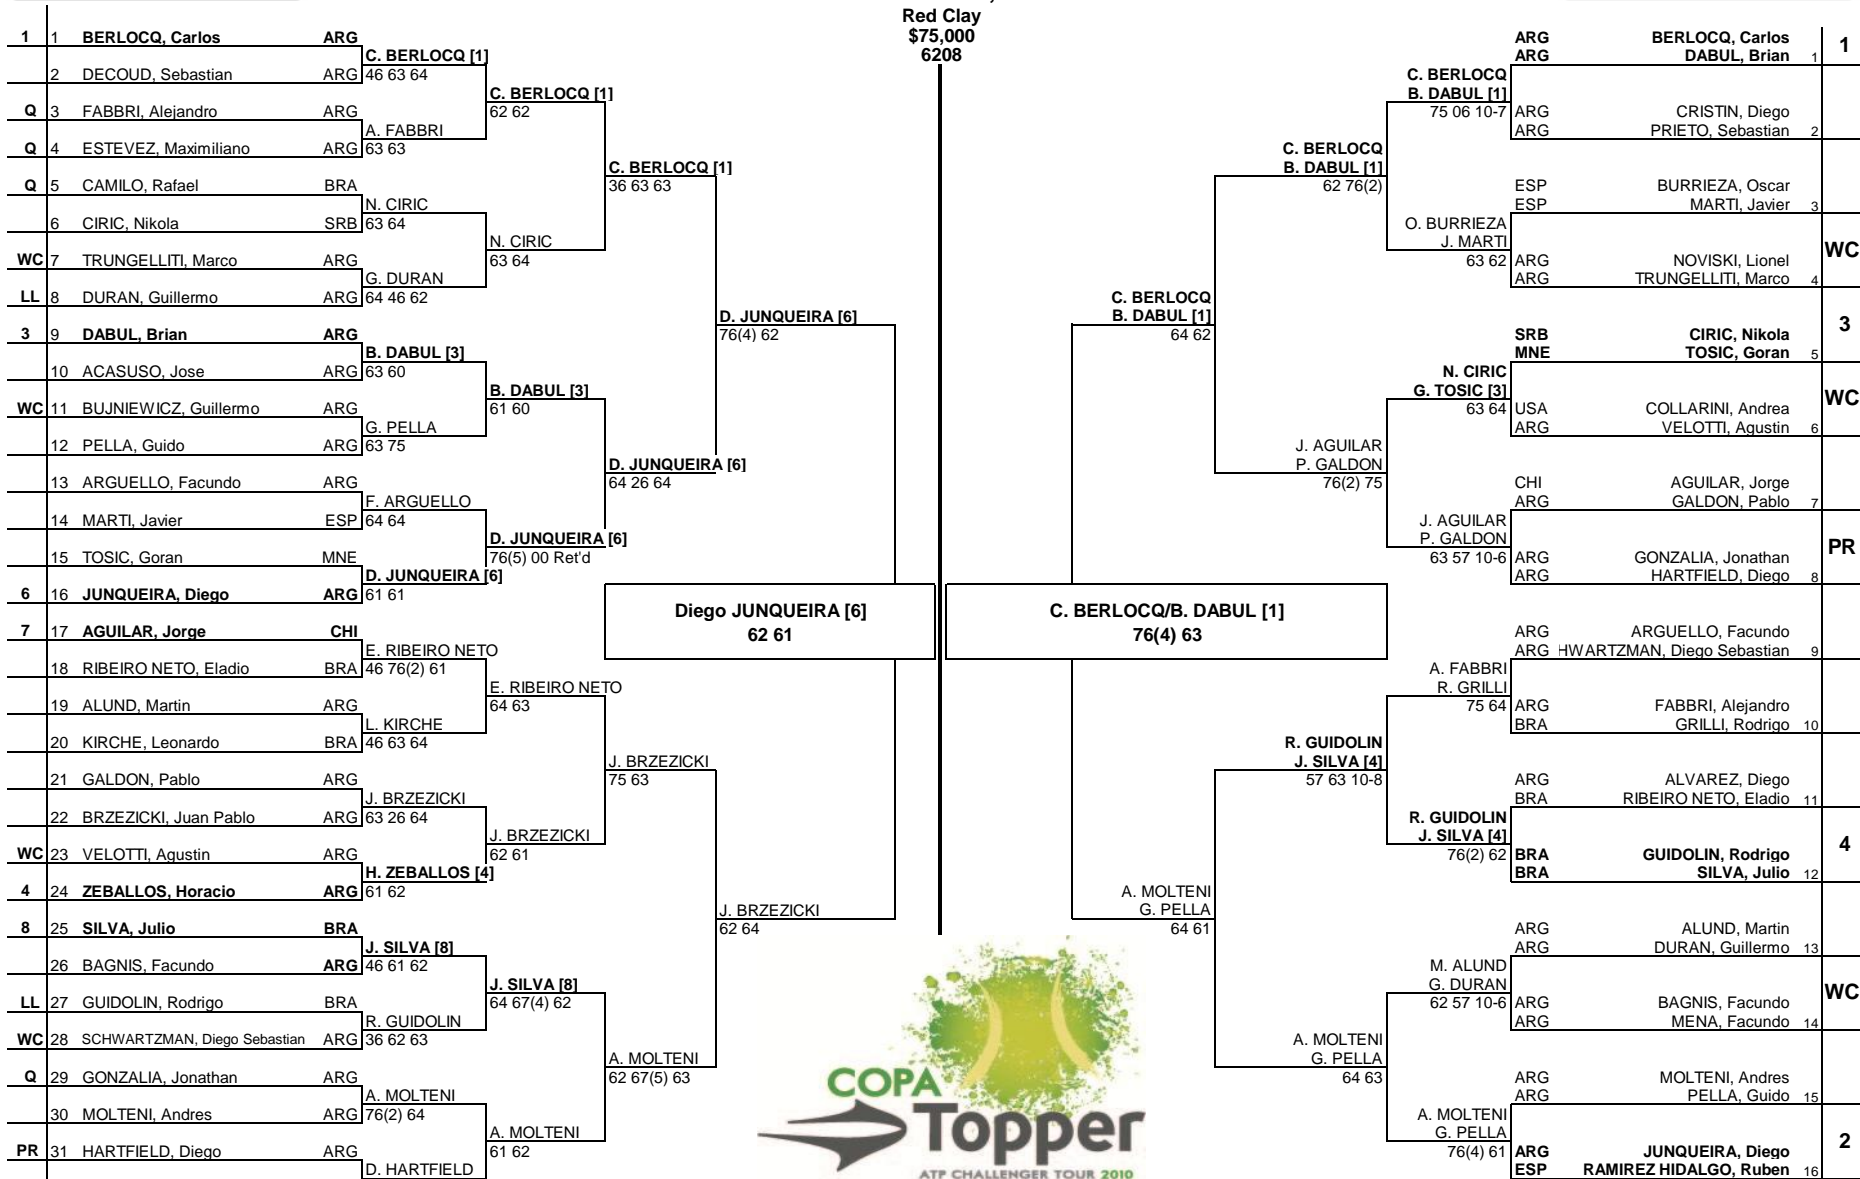 Red Clay
$75,000
6208
1 1 BERLOCQ, Carlos ARG
C. BERLOCQ [1]
2 DECOUD, Sebastian ARG 46 63 64
C. BERLOCQ [1]
Q 3 FABBRI, Alejandro ARG 62 62
A. FABBRI
Q 4 ESTEVEZ, Maximiliano ARG 63 63
C. BERLOCQ [1]
Q 5 CAMILO, Rafael BRA 36 63 63
N. CIRIC
6 CIRIC, Nikola SRB 63 64
N. CIRIC
WC 7 TRUNGELLITI, Marco ARG 63 64
G. DURAN
LL 8 DURAN, Guillermo ARG 64 46 62
D. JUNQUEIRA [6]
3 9 DABUL, Brian ARG 76(4) 62
B. DABUL [3]
10 ACASUSO, Jose ARG 63 60
B. DABUL [3]
WC 11 BUJNIEWICZ, Guillermo ARG 61 60
G. PELLA
12 PELLA, Guido ARG 63 75
D. JUNQUEIRA [6]
13 ARGUELLO, Facundo ARG 64 26 64
F. ARGUELLO
14 MARTI, Javier ESP 64 64
D. JUNQUEIRA [6]
15 TOSIC, Goran MNE 76(5) 00 Ret'd
D. JUNQUEIRA [6]
6 16 JUNQUEIRA, Diego ARG 61 61
Diego JUNQUEIRA [6]
62 61
7 17 AGUILAR, Jorge CHI
E. RIBEIRO NETO
18 RIBEIRO NETO, Eladio BRA 46 76(2) 61
E. RIBEIRO NETO
19 ALUND, Martin ARG 64 63
L. KIRCHE
20 KIRCHE, Leonardo BRA 46 63 64
J. BRZEZICKI
21 GALDON, Pablo ARG 75 63
J. BRZEZICKI
22 BRZEZICKI, Juan Pablo ARG 63 26 64
J. BRZEZICKI
WC 23 VELOTTI, Agustin ARG 62 61
H. ZEBALLOS [4]
4 24 ZEBALLOS, Horacio ARG 61 62
J. BRZEZICKI
8 25 SILVA, Julio BRA 62 64
J. SILVA [8]
26 BAGNIS, Facundo ARG 46 61 62
J. SILVA [8]
LL 27 GUIDOLIN, Rodrigo BRA 64 67(4) 62
R. GUIDOLIN
WC 28 SCHWARTZMAN, Diego Sebastian ARG 36 62 63
A. MOLTENI
Q 29 GONZALIA, Jonathan ARG 62 67(5) 63
A. MOLTENI
30 MOLTENI, Andres ARG 76(2) 64
A. MOLTENI
PR 31 HARTFIELD, Diego ARG 61 62
D. HARTFIELD
ARG BERLOCQ, Carlos 1
ARG DABUL, Brian 1
C. BERLOCQ
B. DABUL [1]
75 06 10-7 ARG CRISTIN, Diego
ARG PRIETO, Sebastian 2
C. BERLOCQ
B. DABUL [1]
62 76(2) ESP BURRIEZA, Oscar
ESP MARTI, Javier 3
O. BURRIEZA
J. MARTI WC
63 62 ARG NOVISKI, Lionel
ARG TRUNGELLITI, Marco 4
C. BERLOCQ
B. DABUL [1] 3
64 62 SRB CIRIC, Nikola
MNE TOSIC, Goran 5
N. CIRIC
G. TOSIC [3] WC
63 64 USA COLLARINI, Andrea
ARG VELOTTI, Agustin 6
J. AGUILAR
P. GALDON
76(2) 75 CHI AGUILAR, Jorge
ARG GALDON, Pablo 7
J. AGUILAR
P. GALDON PR
63 57 10-6 ARG GONZALIA, Jonathan
ARG HARTFIELD, Diego 8
C. BERLOCQ/B. DABUL [1]
76(4) 63
ARG ARGUELLO, Facundo
ARG HWARTZMAN, Diego Sebastian 9
A. FABBRI
R. GRILLI
75 64 ARG FABBRI, Alejandro
BRA GRILLI, Rodrigo 10
R. GUIDOLIN
J. SILVA [4]
57 63 10-8 ARG ALVAREZ, Diego
BRA RIBEIRO NETO, Eladio 11
R. GUIDOLIN
J. SILVA [4] 4
76(2) 62 BRA GUIDOLIN, Rodrigo
BRA SILVA, Julio 12
A. MOLTENI
G. PELLA
64 61 ARG ALUND, Martin
ARG DURAN, Guillermo 13
M. ALUND
G. DURAN WC
62 57 10-6 ARG BAGNIS, Facundo
ARG MENA, Facundo 14
A. MOLTENI
G. PELLA
64 63 ARG MOLTENI, Andres
ARG PELLA, Guido 15
A. MOLTENI
G. PELLA 2
76(4) 61 ARG JUNQUEIRA, Diego
ESP RAMIREZ HIDALGO, Ruben 16
COPA
Topper
ATP CHALLENGER TOUR 2010